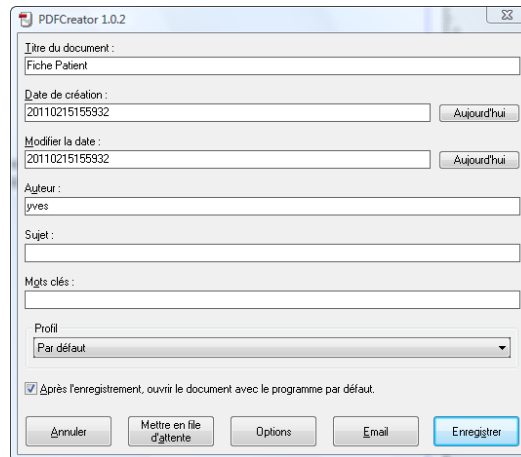 PDFCreator 1.0.2
Titre du document :
Fiche Patient
Date de création :
20110215155932
Aujourd'hui
Modifier la date :
20110215155932
Aujourd'hui
Auteur :
yves
Sujet :
Mots clés :
Profil
Par défaut
Après l'enregistrement, ouvrir le document avec le programme par défaut.
Annuler
Mettre en file
d'attente
Options
Email
Enregistrer